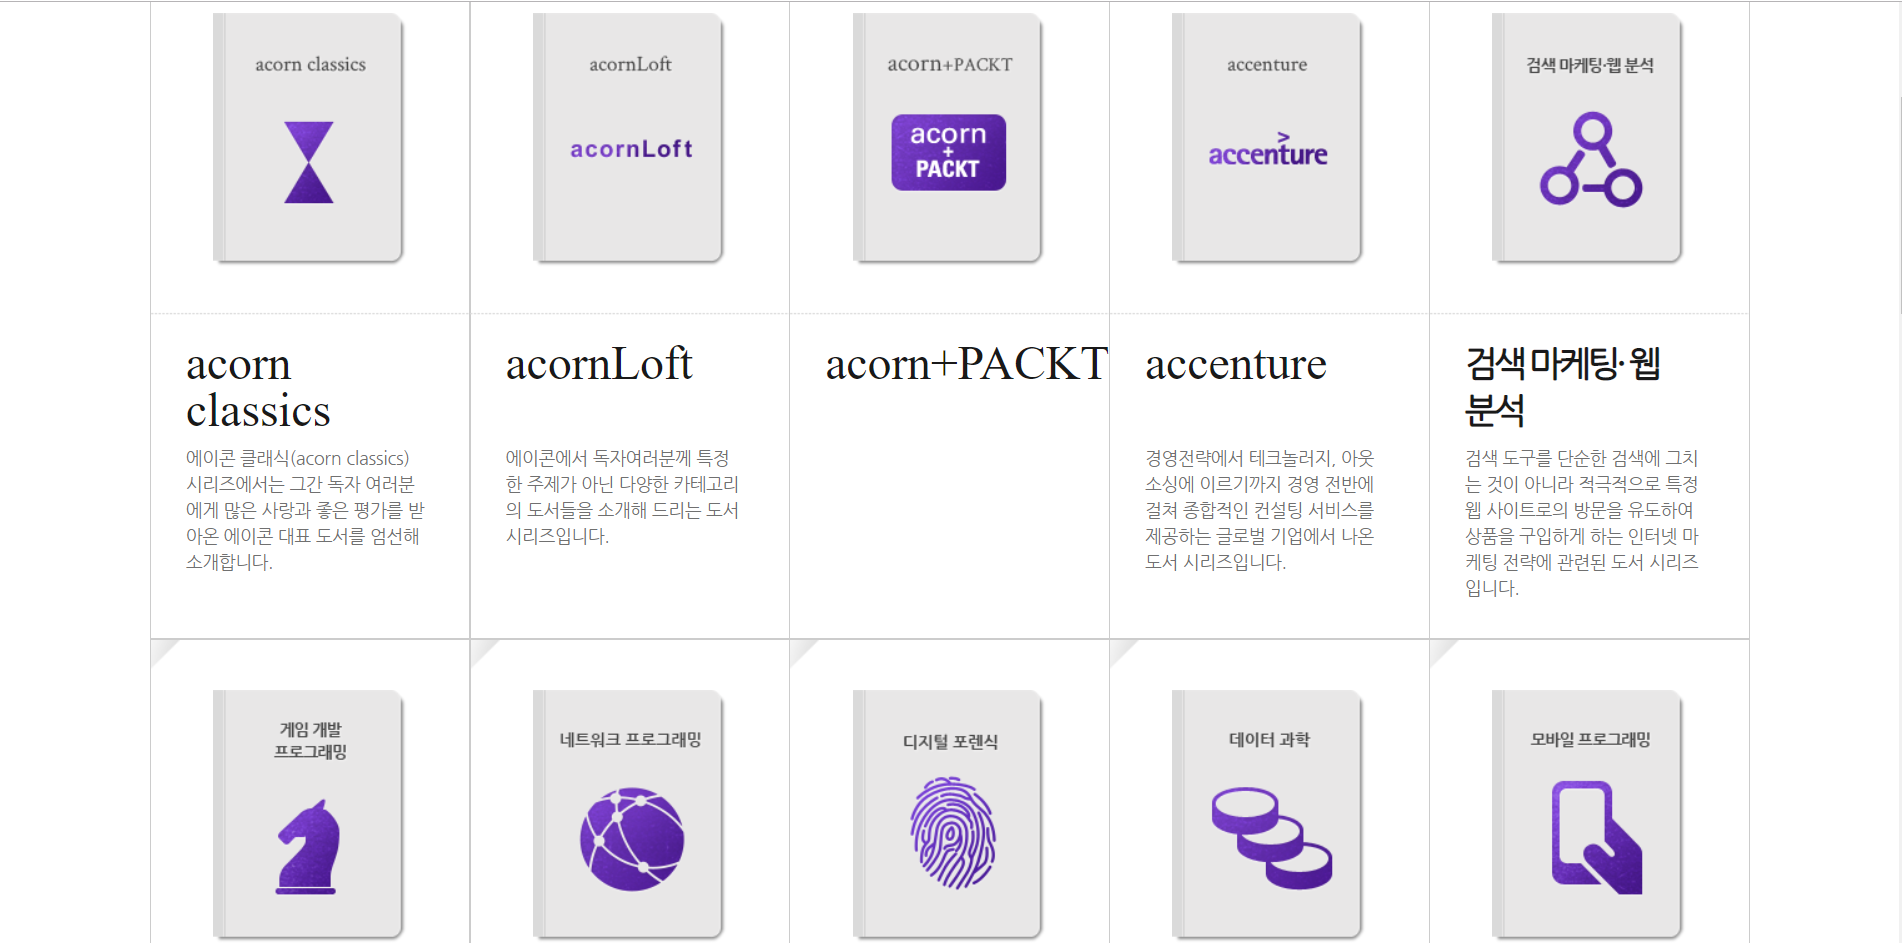 acorn classics
acornLoft
acornLoft
acorn+PACKT
acorn
+
PACKT
accenture
>
accenture
검색 마케팅·웹 분석
acorn
classics
에이콘 클래식(acorn classics)
시리즈에서는 그간 독자 여러분
에게 많은 사랑과 좋은 평가를 받
아온 에이콘 대표 도서를 엄선해
소개합니다.
acornLoft
에이콘에서 독자여러분께 특정
한 주제가 아닌 다양한 카테고리
의 도서들을 소개해 드리는 도서
시리즈입니다.
acorn+PACKT
accenture
경영전략에서 테크놀러지, 아웃
소싱에 이르기까지 경영 전반에
걸쳐 종합적인 컨설팅 서비스를
제공하는 글로벌 기업에서 나온
도서 시리즈입니다.
검색 마케팅· 웹
분석
검색 도구를 단순한 검색에 그치
는 것이 아니라 적극적으로 특정
웹 사이트로의 방문을 유도하여
상품을 구입하게 하는 인터넷 마
케팅 전략에 관련된 도서 시리즈
입니다.
게임 개발
프로그래밍
네트워크 프로그래밍
디지털 포렌식
데이터 과학
모바일 프로그래밍